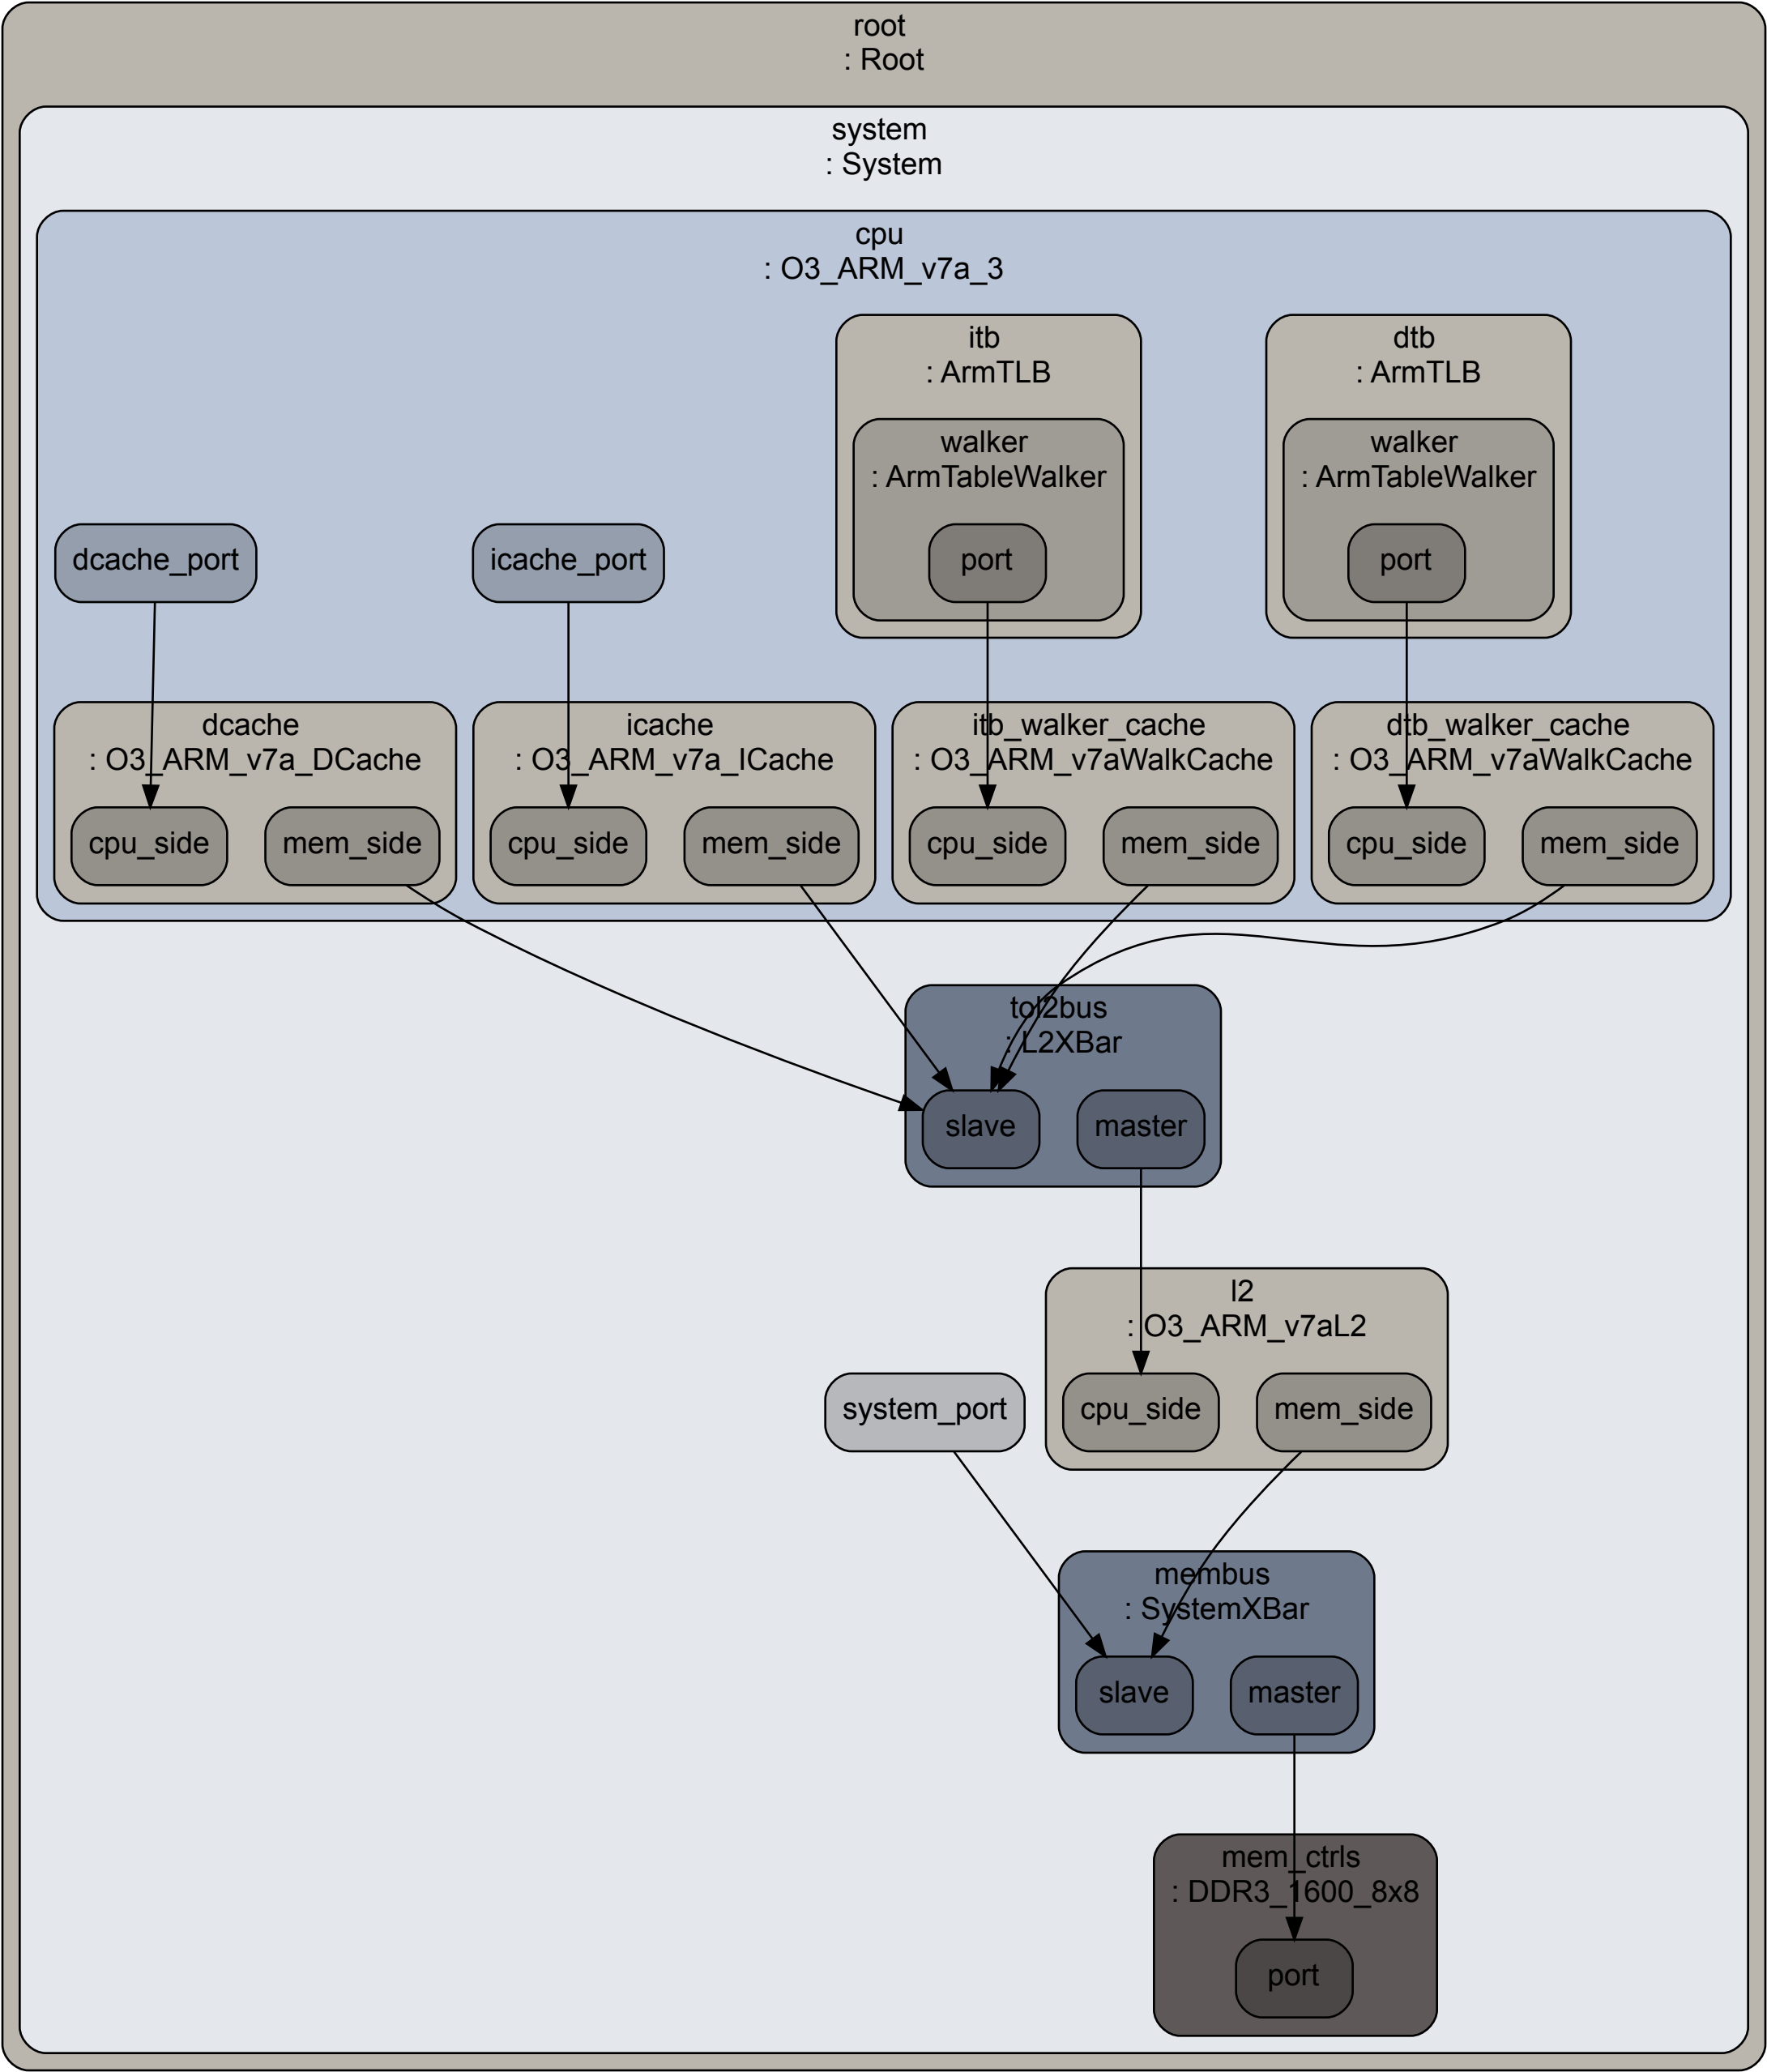 root
: Root
system
: System
cpu
: O3_ARM_v7a_3
itb
: ArmTLB
dtb
: ArmTLB
walker
: ArmTableWalker
walker
: ArmTableWalker
dcache_port
icache_port
port
port
dcache
: O3_ARM_v7a_DCache
icache
: O3_ARM_v7a_ICache
itb_walker_cache
: O3_ARM_v7aWalkCache
dtb_walker_cache
: O3_ARM_v7aWalkCache
cpu_side
mem_side
cpu_side
mem_side
cpu_side
mem_side
cpu_side
mem_side
tol2bus
: L2XBar
slave
master
l2
: O3_ARM_v7aL2
system_port
cpu_side
mem_side
membus
: SystemXBar
slave
master
mem_ctrls
: DDR3_1600_8x8
port